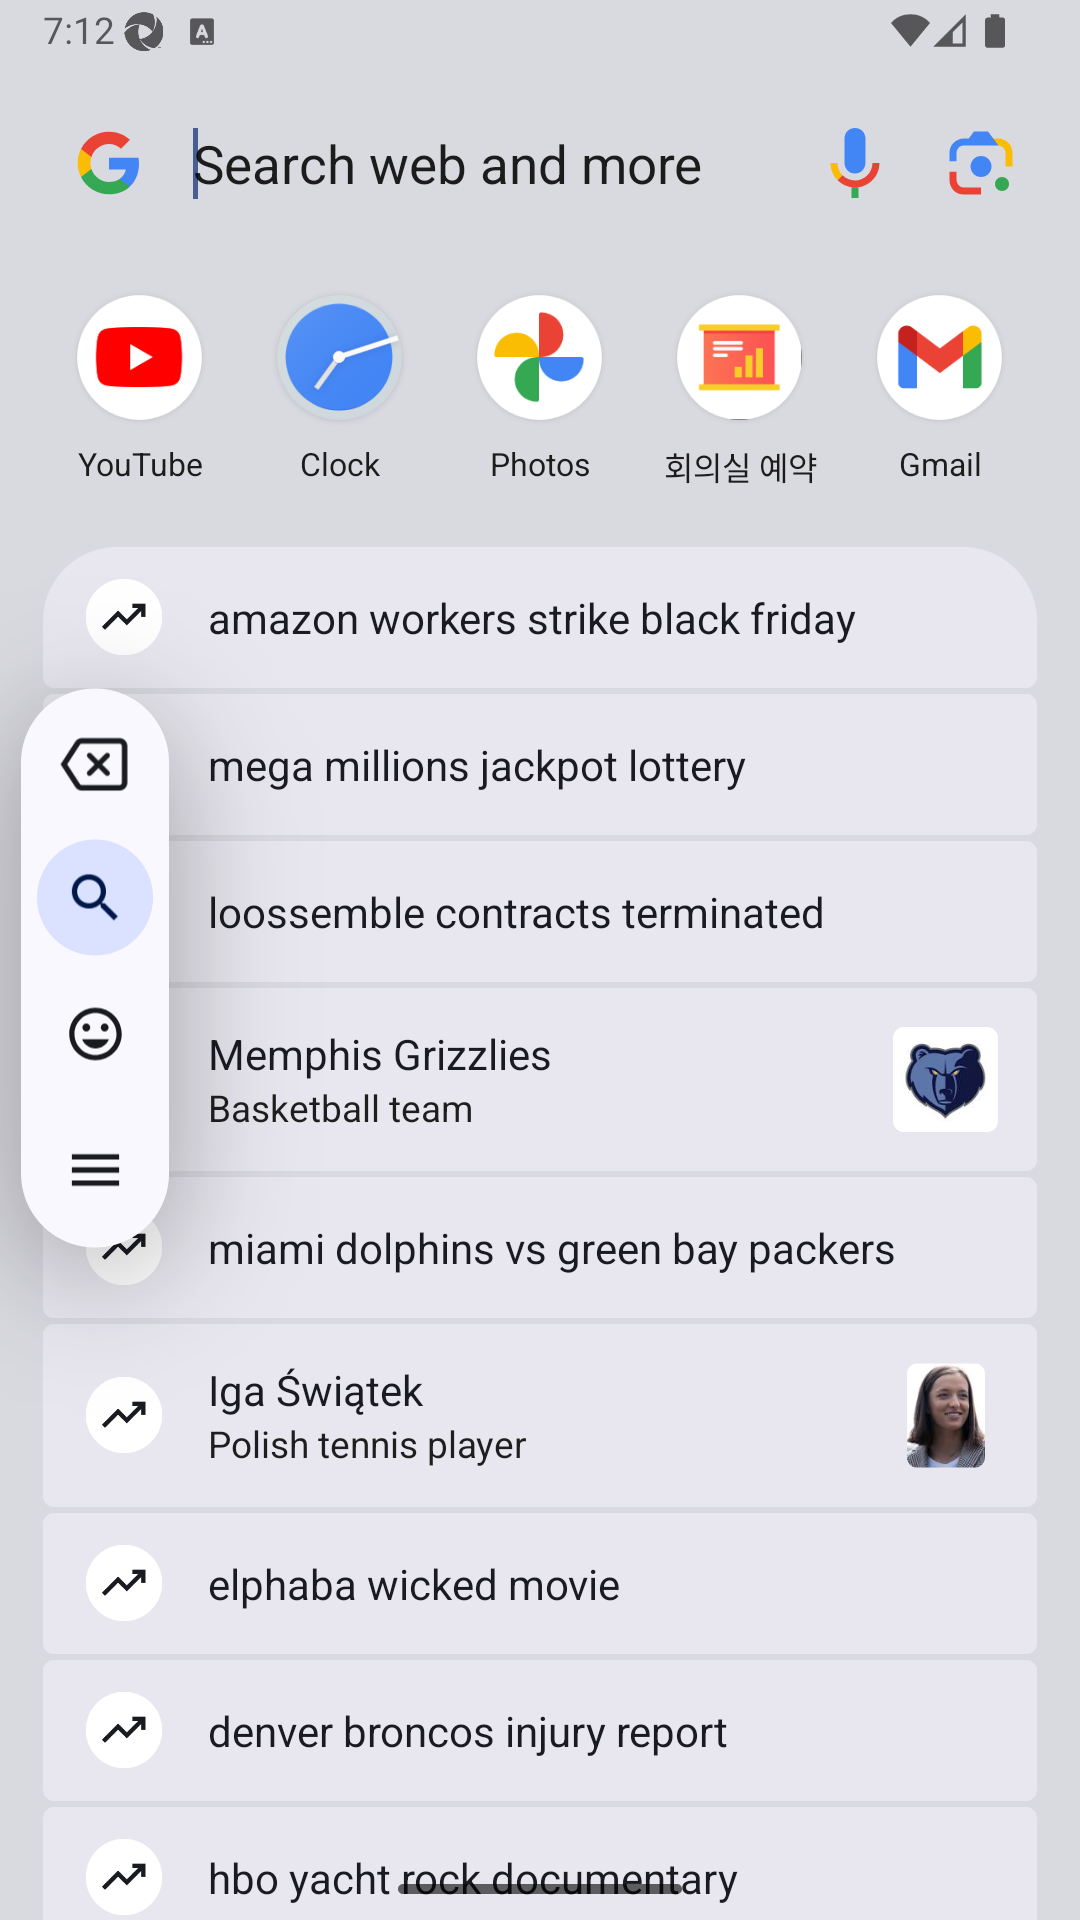 7:12
Search web and more
YouTube
Clock
Photos
회의실 예약
Gmail
amazon workers strike black friday
mega millions jackpot lottery
loossemble contracts terminated
Memphis Grizzlies
Basketball team
miami dolphins vs green bay packers
Iga Świątek
Polish tennis player
elphaba wicked movie
denver broncos injury report
hbo yacht rock documentary